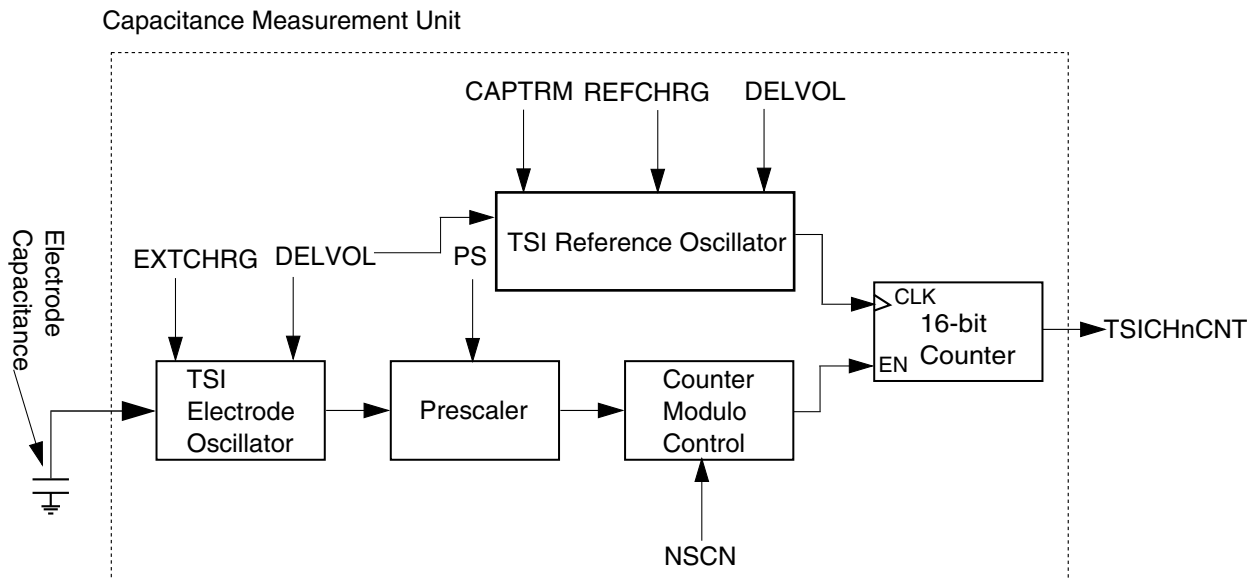 Capacitance Measurement Unit
CAPTRM REFCHRG DELVOL
TSI Reference Oscillator
Electrode
Capacitance
EXTCHRG DELVOL PS
CLK
16-bit
Counter
EN
TSICHnCNT
TSI
Electrode
Oscillator
Prescaler
Counter
Modulo
Control
NSCN